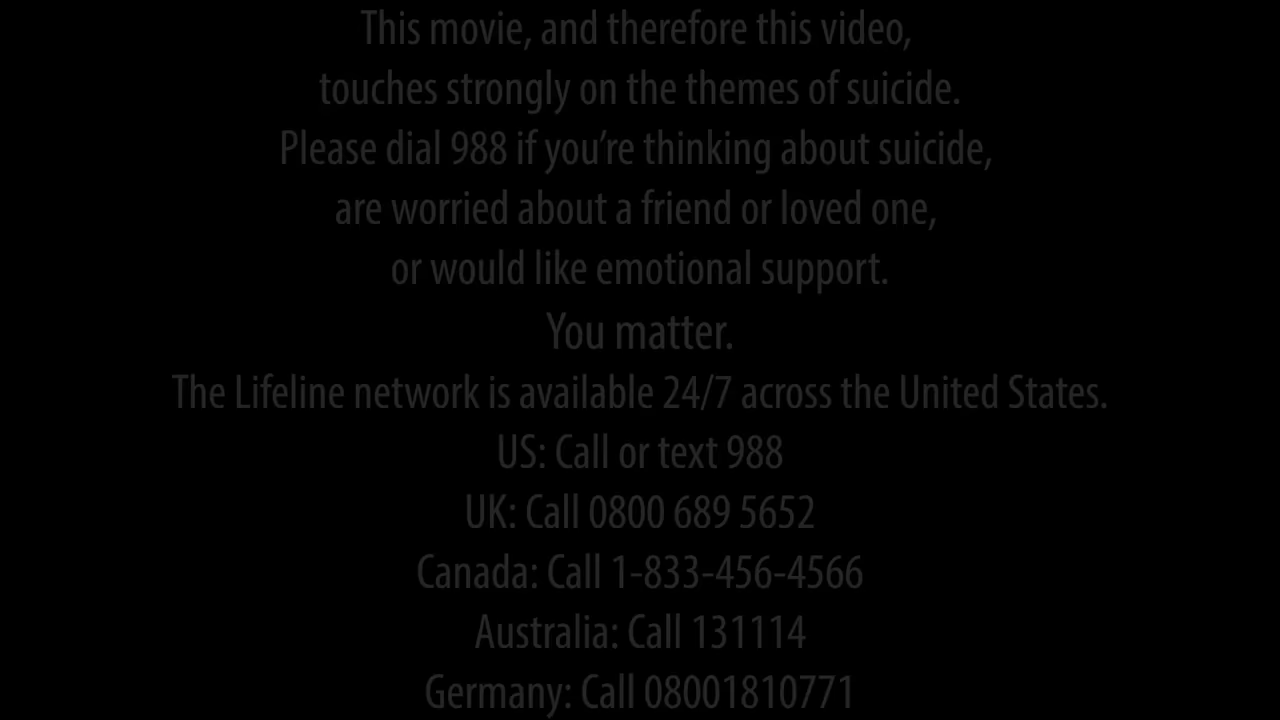 This movie, and therefore this video,
touches strongly on the themes of suicide.
Please dial 988 if you’re thinking about suicide,
are worried about a friend or loved one,
or would like emotional support.
You matter.
The Lifeline network is available 24/7 across the United States.
US: Call or text 988
UK: Call 0800 689 5652
Canada: Call 1-833-456-4566
Australia: Call 131114
Germany: Call 08001810771